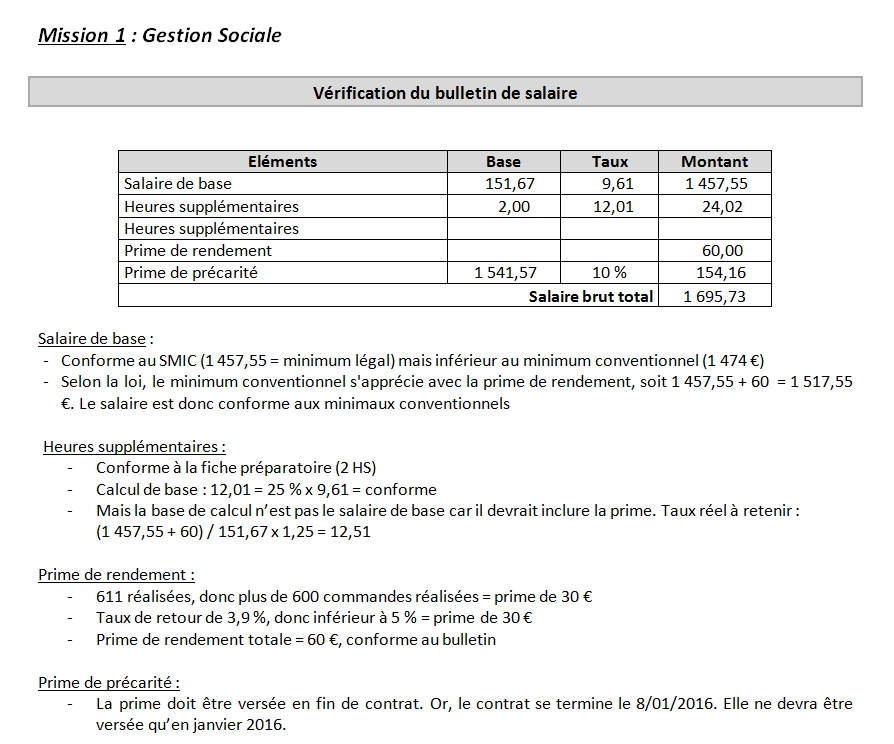 Mission 1 : Gestion Sociale
Vérification du bulletin de salaire
Eléments Base Taux Montant
Salaire de base 151,67 9,61 1 457,55
Heures supplémentaires 2,00 12,01 24,02
Heures supplémentaires
Prime de rendement 60,00
Prime de précarité 1 541,57 10 % 154,16
Salaire brut total 1 695,73
Salaire de base :
- Conforme au SMIC (1 457,55 = minimum légal) mais inférieur au minimum conventionnel (1 474 €)
- Selon la loi, le minimum conventionnel s'apprécie avec la prime de rendement, soit 1 457,55 + 60 = 1 517,55
€. Le salaire est donc conforme aux minimaux conventionnels
Heures supplémentaires :
- Conforme à la fiche préparatoire (2 HS)
- Calcul de base : 12,01 = 25 % x 9,61 = conforme
- Mais la base de calcul n’est pas le salaire de base car il devrait inclure la prime. Taux réel à retenir :
(1 457,55 + 60) / 151,67 x 1,25 = 12,51
Prime de rendement :
- 611 réalisées, donc plus de 600 commandes réalisées = prime de 30 €
- Taux de retour de 3,9 %, donc inférieur à 5 % = prime de 30 €
- Prime de rendement totale = 60 €, conforme au bulletin
Prime de précarité :
- La prime doit être versée en fin de contrat. Or, le contrat se termine le 8/01/2016. Elle ne devra être
versée qu’en janvier 2016.